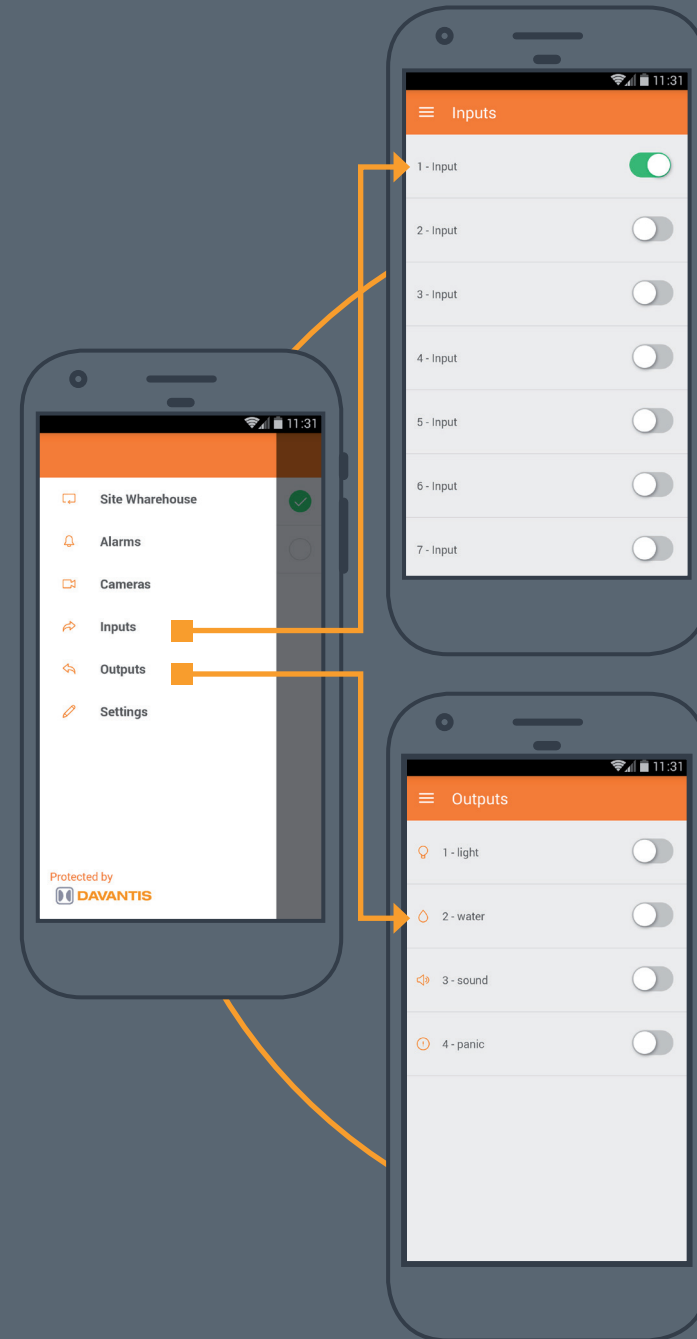 11:31
Site Wharehouse
Alarms
Cameras
Inputs
Outputs
Settings
Protected by
DAVANTIS
11:31
Inputs
1 - Input
2 - Input
3 - Input
4 - Input
5 - Input
6 - Input
7 - Input
11:31
Outputs
1 - light
2 - water
3 - sound
4 - panic